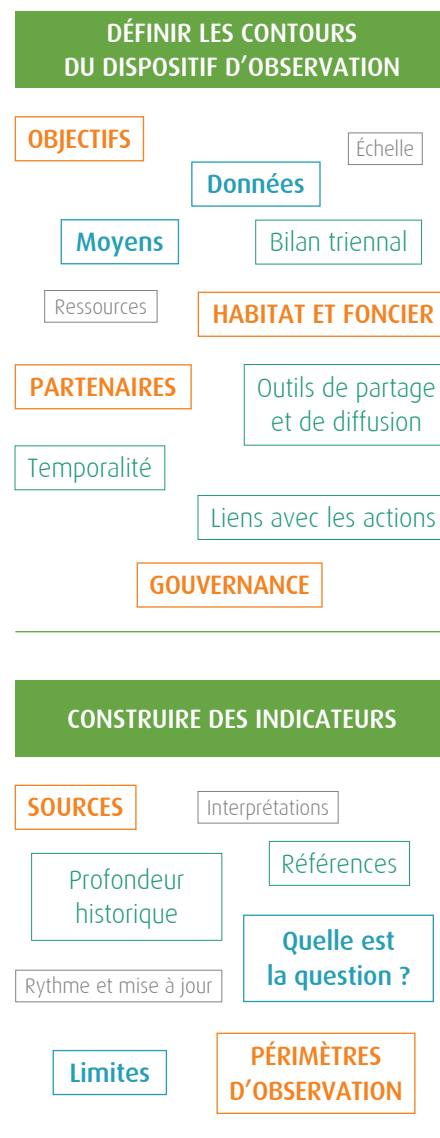 DÉFINIR LES CONTOURS
DU DISPOSITIF D’OBSERVATION
OBJECTIFS
Échelle
Données
Moyens
Bilan triennal
Ressources
HABITAT ET FONCIER
PARTENAIRES
Outils de partage
et de diffusion
Temporalité
Liens avec les actions
GOUVERNANCE
CONSTRUIRE DES INDICATEURS
SOURCES
Interprétations
Références
Profondeur
historique
Quelle est
la question ?
Rythme et mise à jour
Limites
PÉRIMÈTRES
D’OBSERVATION